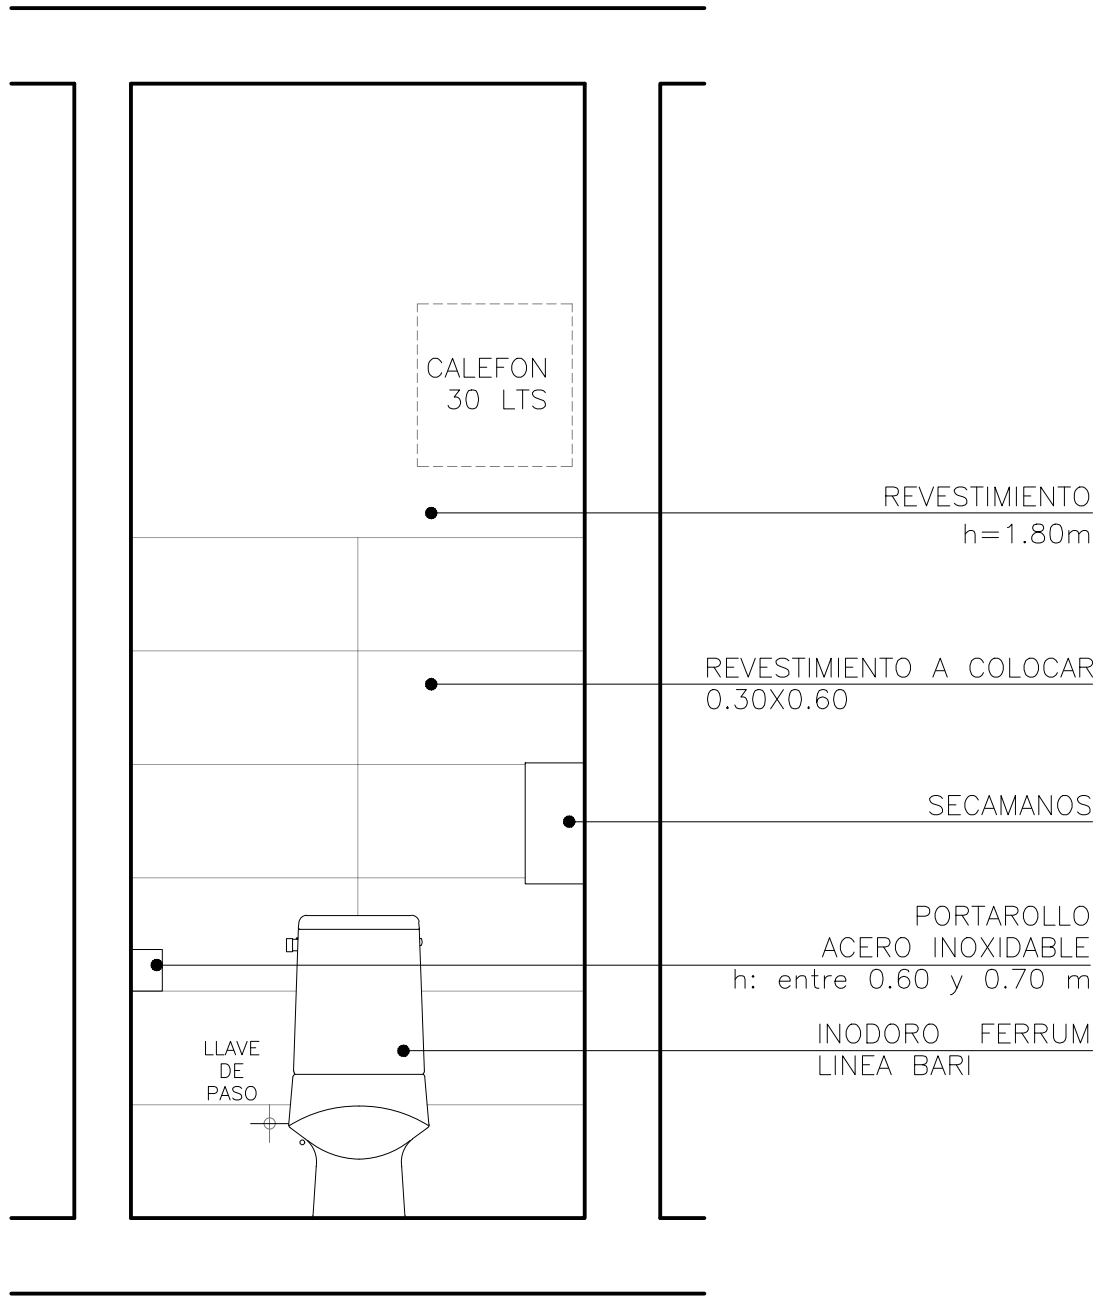 CALEFON
30 LTS
REVESTIMIENTO
h=1.80m
REVESTIMIENTO A COLOCAR
0.30X0.60
SECAMANOS
PORTAROLLO
ACERO INOXIDABLE
h: entre 0.60 y 0.70 m
INODORO FERRUM
LINEA BARI
LLAVE
DE
PASO